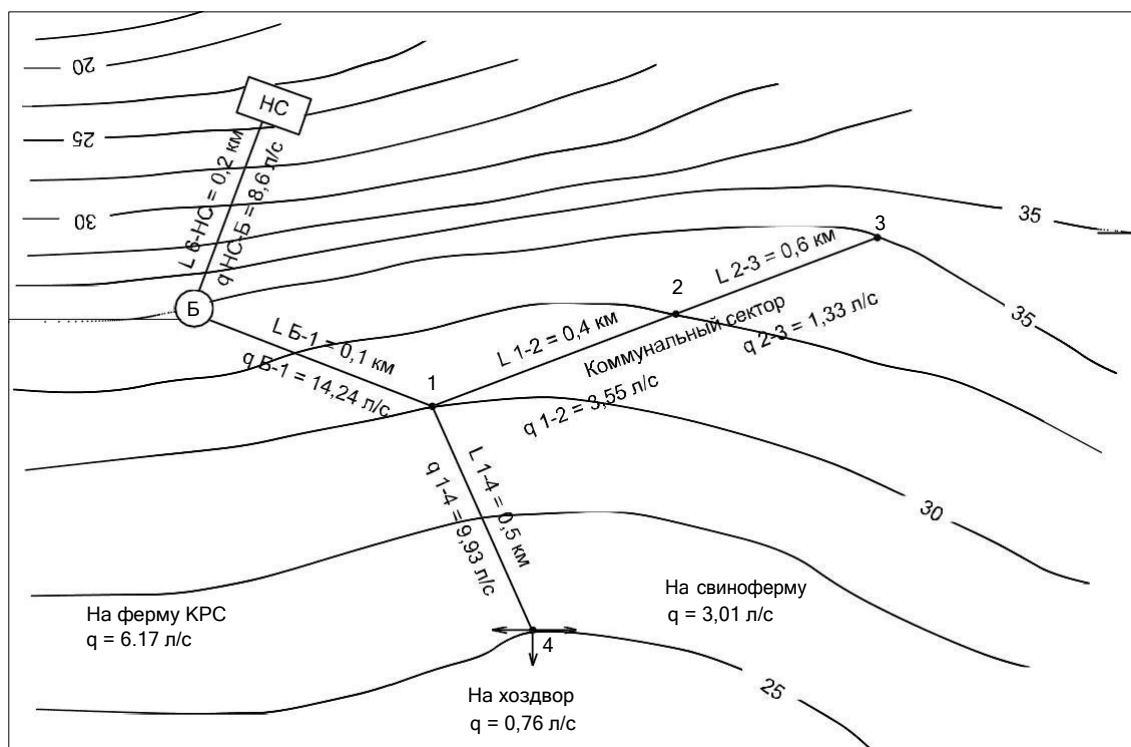 20
НС
25
L б-НС = 0,2 км
q НС-Б = 8,6 л/с
30
35
3
L 2-3 = 0,6 км
2
Б
35
L Б-1 = 0,1 км
L 1-2 = 0,4 км
Коммунальный сектор
q 2-3 = 1,33 л/с
q Б-1 = 14,24 л/с
1
q 1-2 = 3,55 л/с
L 1-4 = 0,5 км
q 1-4 = 9,93 л/с
30
На ферму КРС
q = 6.17 л/с
На свиноферму
q = 3,01 л/с
4
25
На хоздвор
q = 0,76 л/с